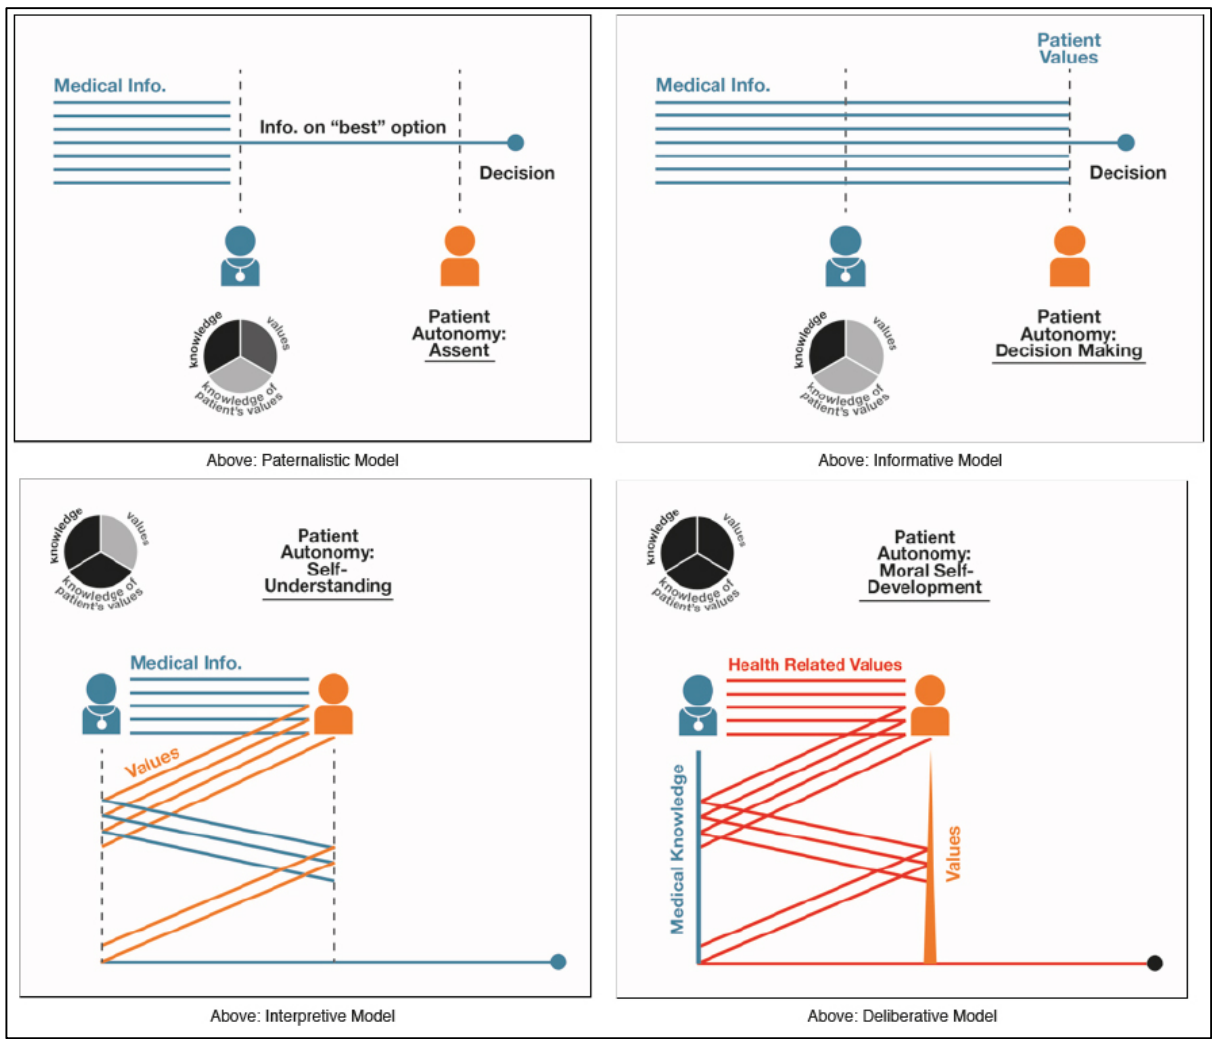 Medical Info.
Info. on “best” option
Decision
knowledge
values
knowledge of
patient's values
Patient
Autonomy:
Assent
Above: Paternalistic Model
Patient
Values
Medical Info.
Decision
knowledge
values
knowledge of
patient's values
Patient
Autonomy:
Decision Making
Above: Informative Model
knowledge
values
knowledge of
patient's values
Patient
Autonomy:
Self-
Understanding
Medical Info.
Values
Above: Interpretive Model
knowledge
values
knowledge of
patient's values
Patient
Autonomy:
Moral Self-
Development
Health Related Values
Medical Knowledge
Values
Above: Deliberative Model